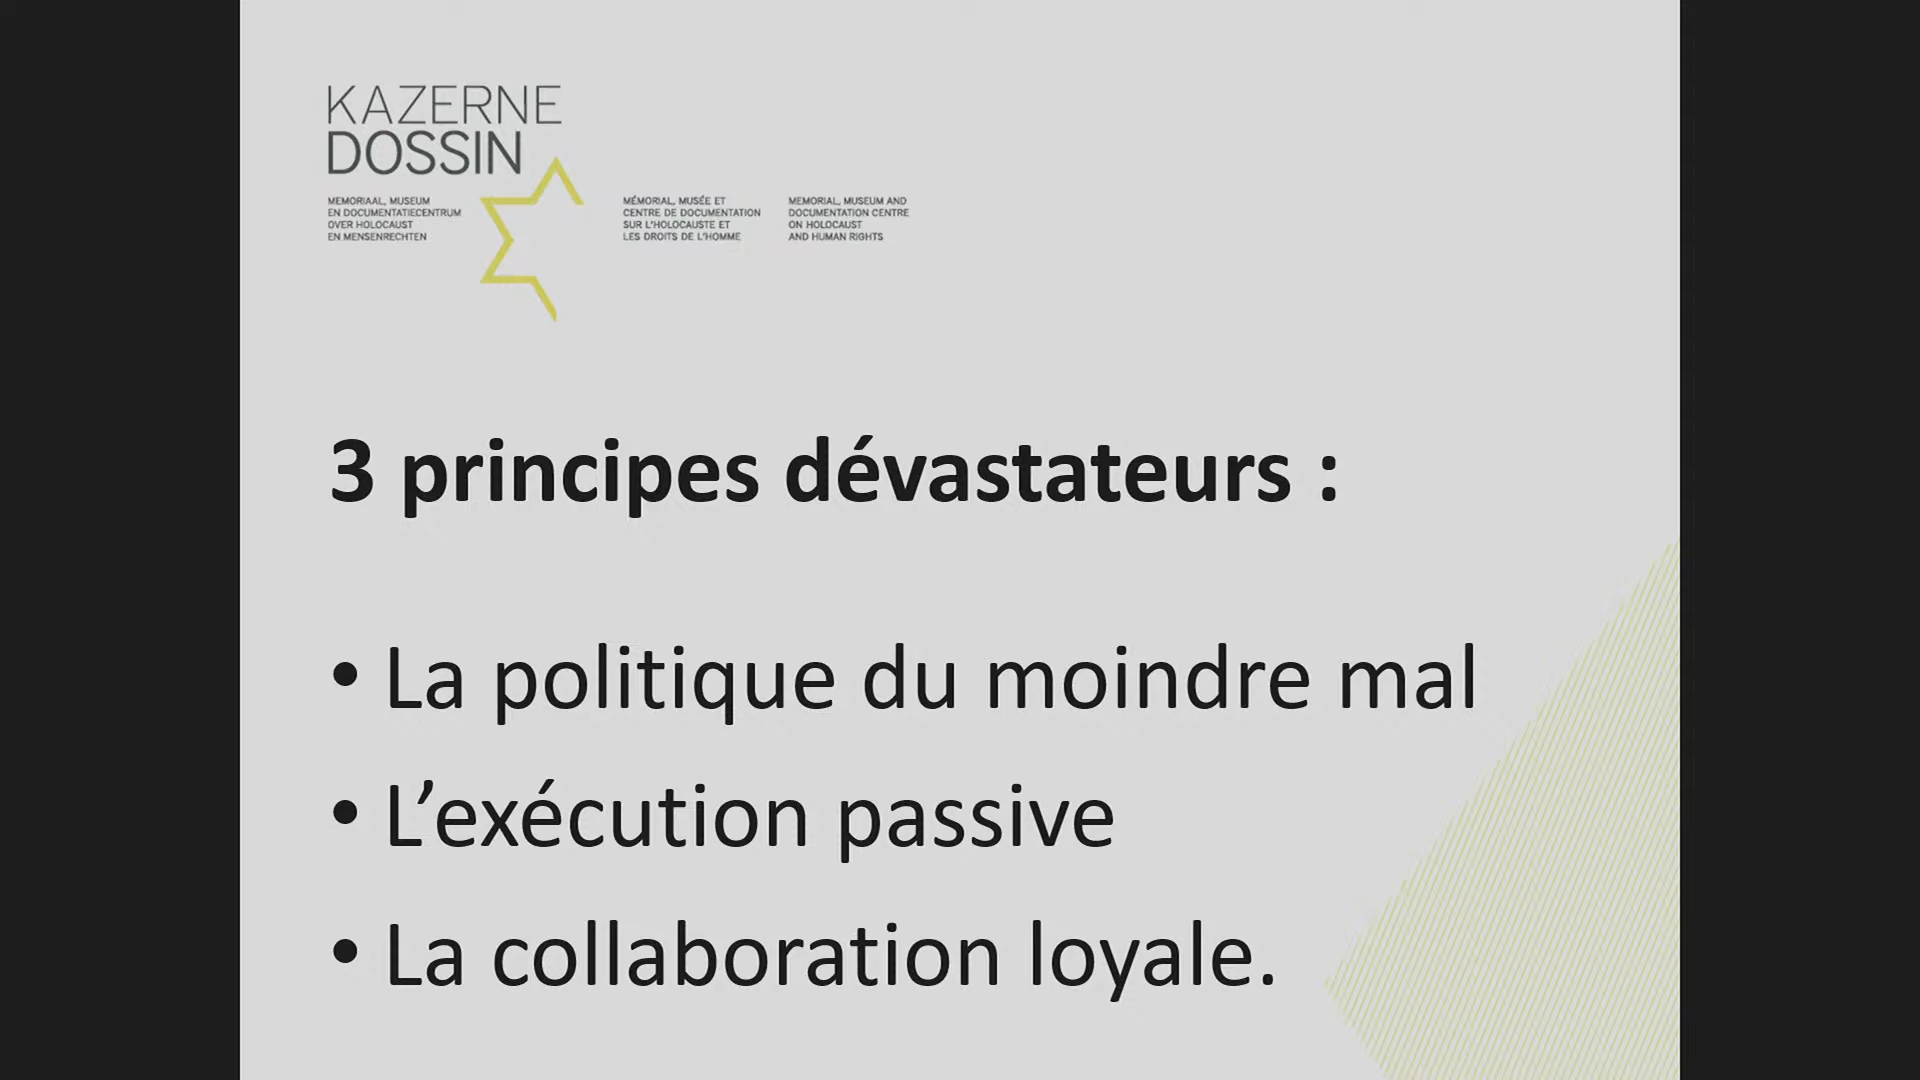 KAZERNE
DOSSIN
MEMORIAAL, MUSEUM
EN DOCUMENTATIECENTRUM
OVER HOLOCAUST
EN MENSENRECHTEN
MÉMORIAL, MUSÉE ET
CENTRE DE DOCUMENTATION
SUR L'HOLOCAUSTE ET
LES DROITS DE L'HOMME
MEMORIAL, MUSEUM AND
DOCUMENTATION CENTRE
ON HOLOCAUST
AND HUMAN RIGHTS
3 principes dévastateurs :
• La politique du moindre mal
• L’exécution passive
• La collaboration loyale.